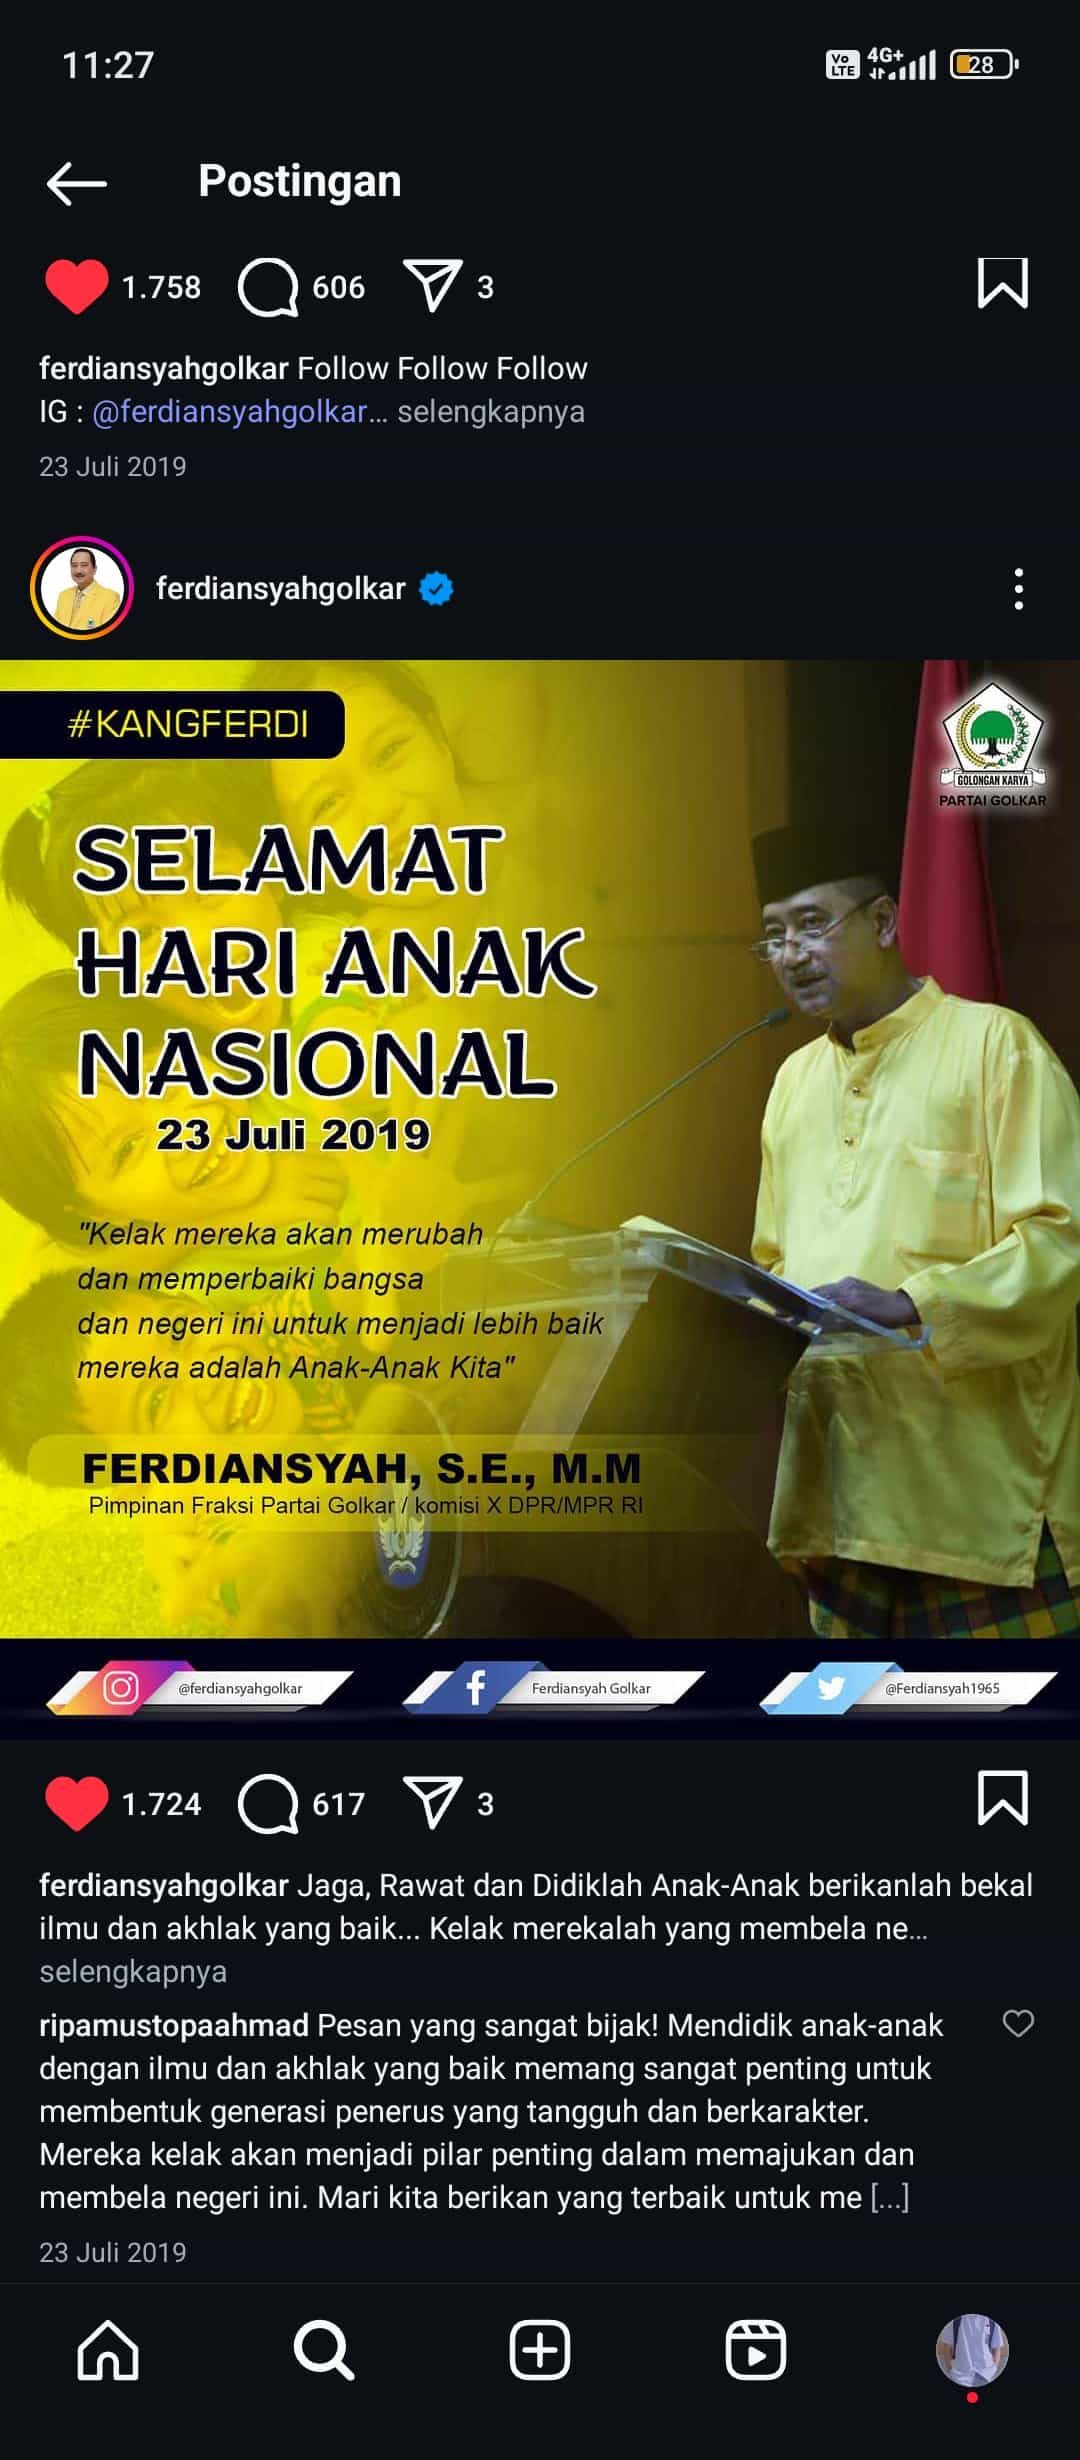 11:27
Vo LTE 4G+ 28
Postingan
1.758 606 3
ferdiansyahgolkar Follow Follow Follow
IG : @ferdiansyahgolkar... selengkapnya
23 Juli 2019
ferdiansyahgolkar
#KANGFERDI
GOLONGAN KARYA
PARTAI GOLKAR
SELAMAT
HARI ANAK
NASIONAL
23 Juli 2019
"Kelak mereka akan merubah
dan memperbaiki bangsa
dan negeri ini untuk menjadi lebih baik
mereka adalah Anak-Anak Kita"
FERDIANSYAH, S.E., M.M
Pimpinan Fraksi Partai Golkar / komisi X DPR/MPR RI
@ferdiansyahgolkar
Ferdiansyah Golkar
@Ferdiansyah1965
1.724 617 3
ferdiansyahgolkar Jaga, Rawat dan Didiklah Anak-Anak berikanlah bekal
ilmu dan akhlak yang baik... Kelak merekalah yang membela ne...
selengkapnya
ripamustopaahmad Pesan yang sangat bijak! Mendidik anak-anak
dengan ilmu dan akhlak yang baik memang sangat penting untuk
membentuk generasi penerus yang tangguh dan berkarakter.
Mereka kelak akan menjadi pilar penting dalam memajukan dan
membela negeri ini. Mari kita berikan yang terbaik untuk me [...]
23 Juli 2019